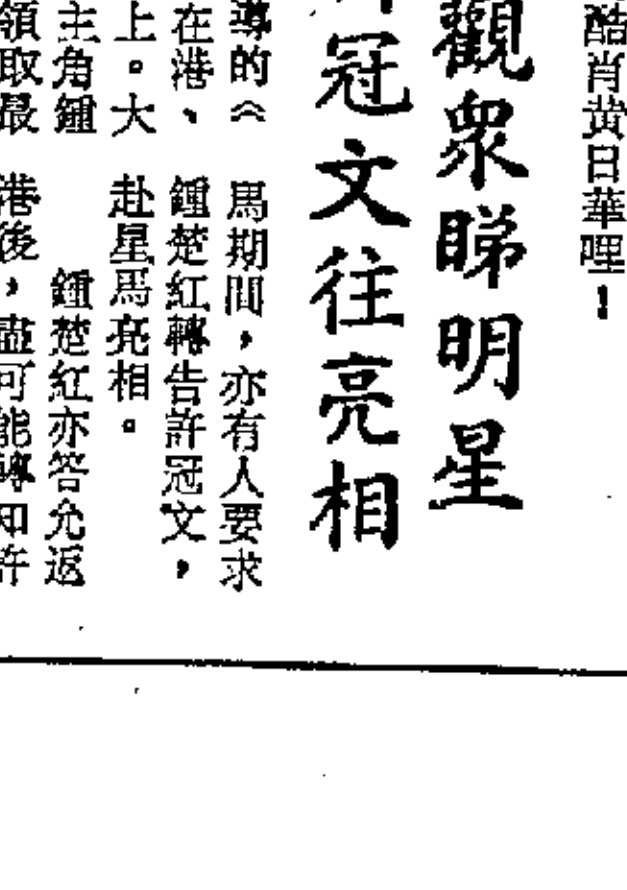 酷肖黄日華哩！
觀衆睇明星
冠文往亮相
導的《
在港、
上。大
主角鍾
領取最
馬期間，亦有人要求
鍾楚紅轉告許冠文，
赴星馬亮相。
鍾楚紅亦答允返
港後，盡可能轉知許